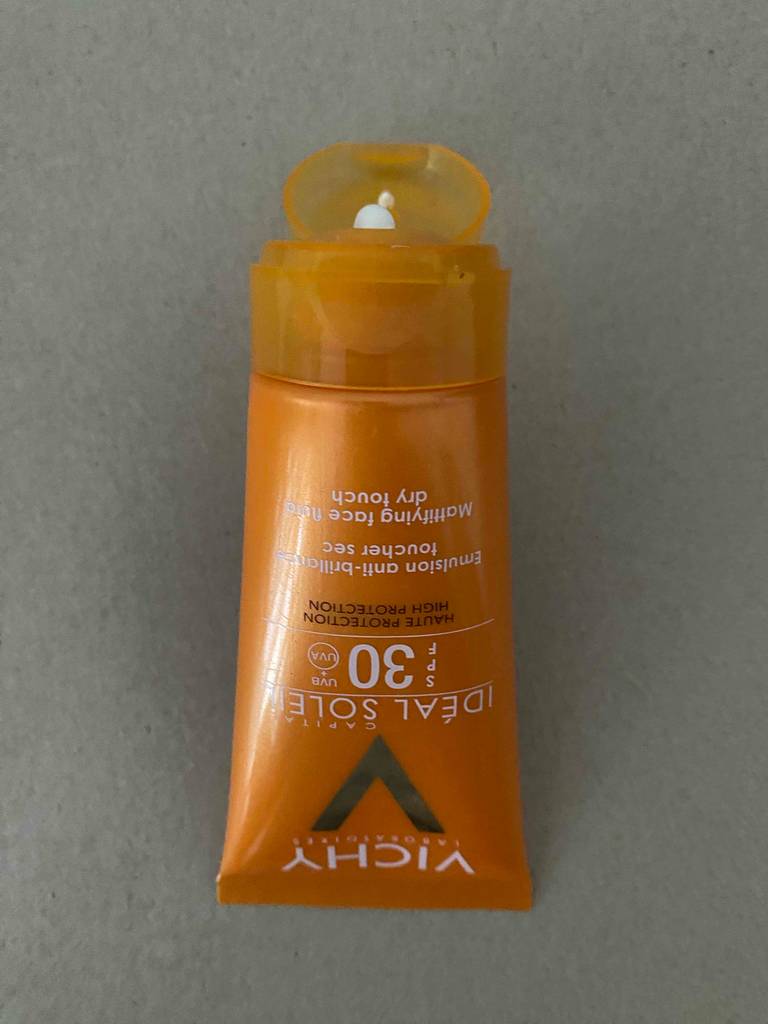 VICHY
LABORATOIRES
CAPITAL
IDÉAL SOLEIL
SPF 30 UVB + UVA
HAUTE PROTECTION
HIGH PROTECTION
Emulsion anti-brillance
toucher sec
Mattifying face fluid
dry touch